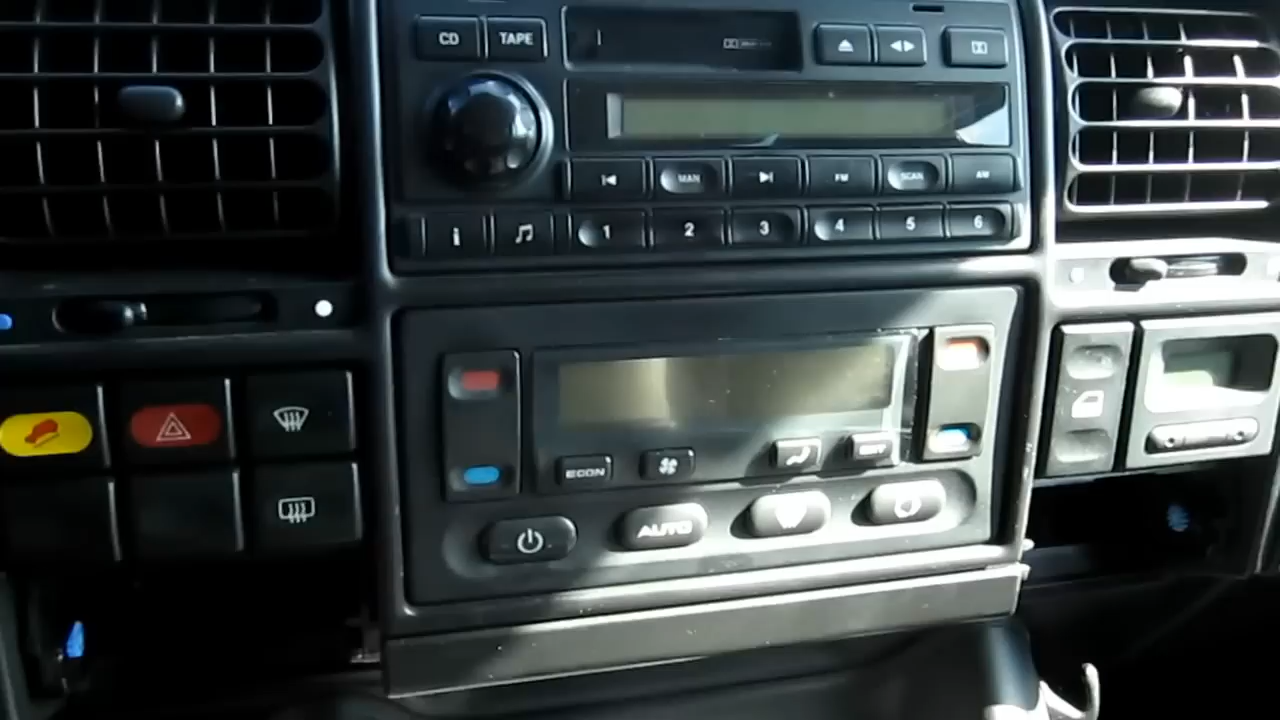 CD TAPE
MAN FM SCAN AM
i 1 2 3 4 5 6
ECON
AUTO